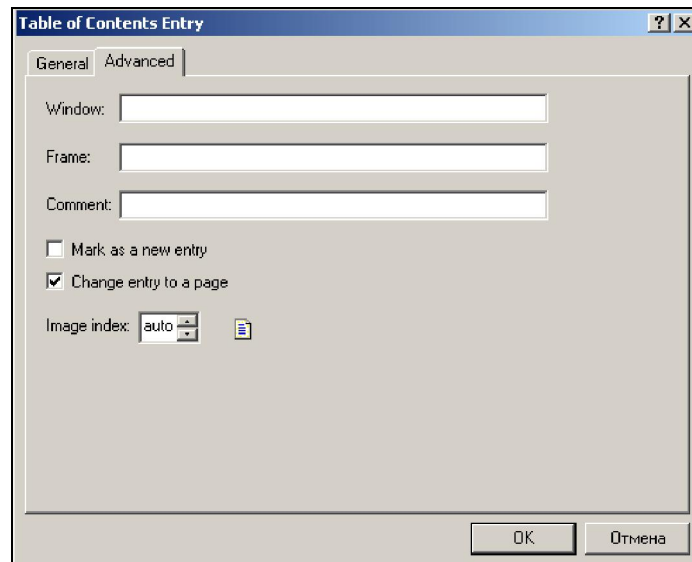 Table of Contents Entry
General Advanced
Window:
Frame:
Comment:
Mark as a new entry
Change entry to a page
Image index: auto
OK Отмена